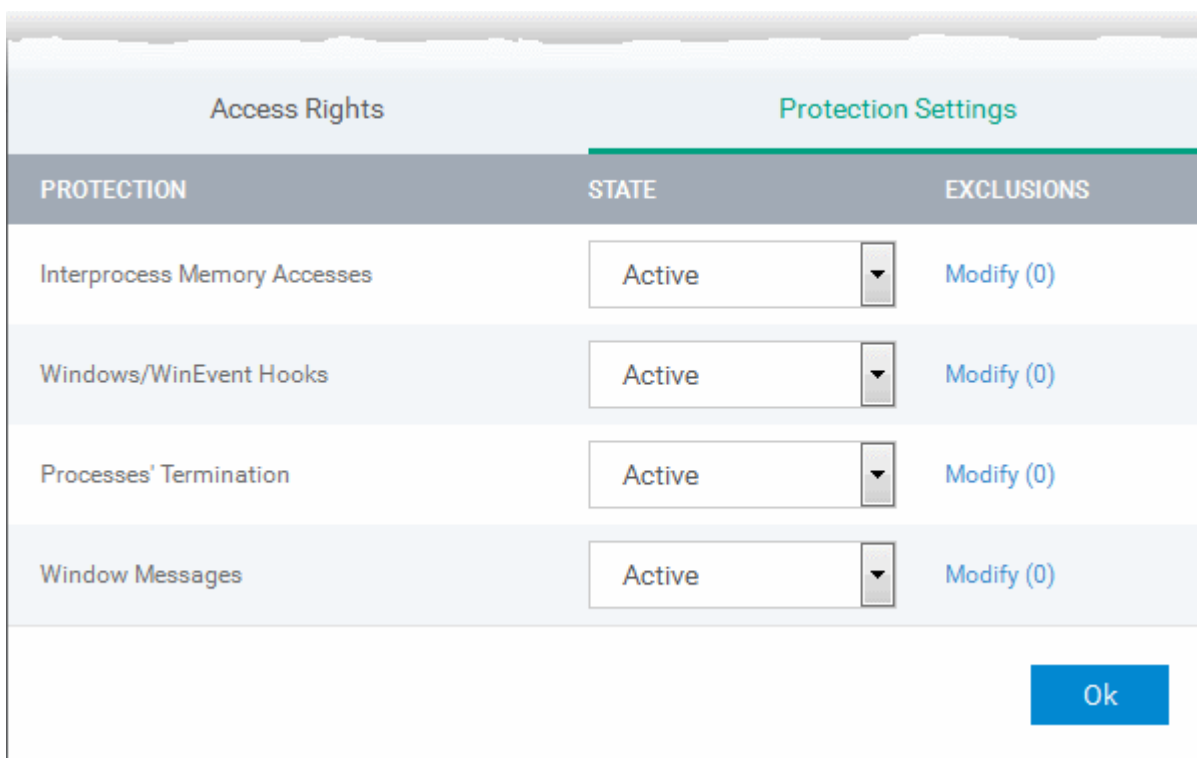 Access Rights Protection Settings
PROTECTION STATE EXCLUSIONS
Interprocess Memory Accesses Active Modify (0)
Windows/WinEvent Hooks Active Modify (0)
Processes' Termination Active Modify (0)
Window Messages Active Modify (0)
Ok